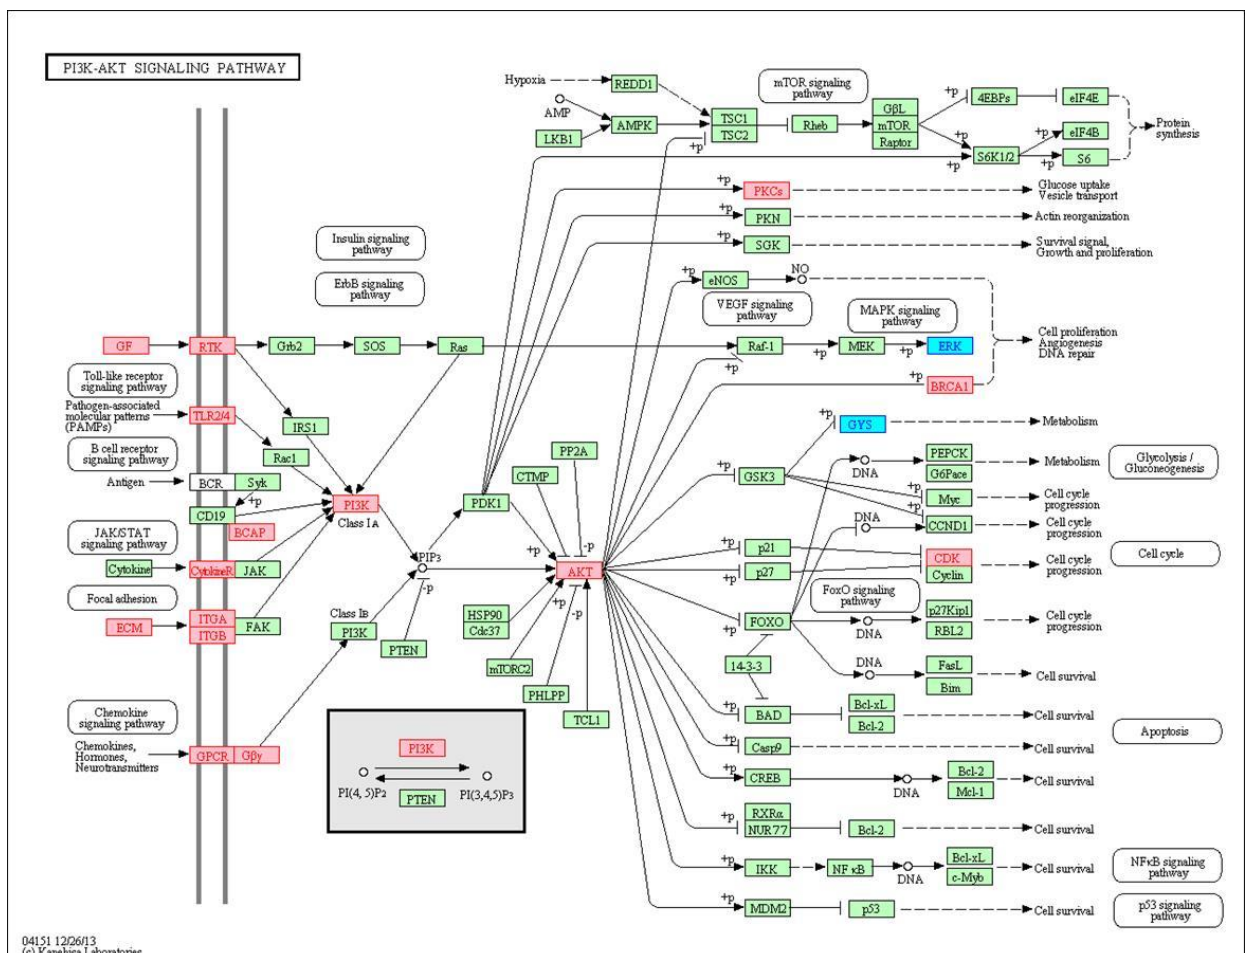 PI3K-AKT SIGNALING PATHWAY
Hypoxia
REDD1
mTOR signaling
pathway
AMP
LKB1
AMPK
TSC1
TSC2
+p
Rheb
GβL
mTOR
Raptor
+p
4EBPs
eIF4E
+p
S6K1/2
+p
+p
eIF4B
+p
S6
Protein
synthesis
+p
PKCs
Glucose uptake
Vesicle transport
+p
PKN
Actin reorganization
+p
SGK
Survival signal,
Growth and proliferation
Insulin signaling
pathway
ErbB signaling
pathway
+p
eNOS
NO
VEGF signaling
pathway
MAPK signaling
pathway
GF
RTK
Grb2
SOS
Ras
Raf-1
+p
+p
MEK
+p
ERK
Cell proliferation
Angiogenesis
DNA repair
+p
BRCA1
Toll-like receptor
signaling pathway
Pathogen-associated
molecular patterns
(PAMPs)
TLR2/4
IRS1
Rac1
B cell receptor
signaling pathway
Antigen
BCR
Syk
+p
CD19
BCAP
PI3K
Class IA
PDK1
CTMP
PP2A
+p
GYS
Metabolism
+p
GSK3
DNA
PEPCK
G6Pace
Metabolism
Glycolysis /
Gluconeogenesis
+p
Myc
Cell cycle
progression
DNA
+p
CCND1
Cell cycle
progression
JAK/STAT
signaling pathway
Cytokine
CytokineR
JAK
PIP3
-p
+p
-p
AKT
+p
-p
+p
p21
p27
+p
CDK
Cyclin
Cell cycle
progression
Cell cycle
Focal adhesion
ECM
ITGA
ITGB
FAK
Class IB
PI3K
PTEN
HSP90
Cdc37
mTORC2
PHLPP
TCL1
FoxO signaling
pathway
+p
FOXO
DNA
p27Kip1
RBL2
Cell cycle
progression
14-3-3
DNA
FasL
Bim
Cell survival
Chemokine
signaling pathway
Chemokines,
Hormones,
Neurotransmitters
GPCR
Gβγ
PI3K
PI(4, 5)P2
PI(3,4,5)P3
PTEN
+p
BAD
Bcl-xL
Bcl-2
Cell survival
Apoptosis
+p
Casp9
Cell survival
+p
CREB
DNA
Bcl-2
Mcl-1
Cell survival
+p
RXRα
NUR77
Bcl-2
Cell survival
+p
IKK
NFκB
DNA
Bcl-xL
c-Myb
Cell survival
NFκB signaling
pathway
+p
MDM2
p53
Cell survival
p53 signaling
pathway
04151 12/26/13
(c) Kanehisa Laboratories